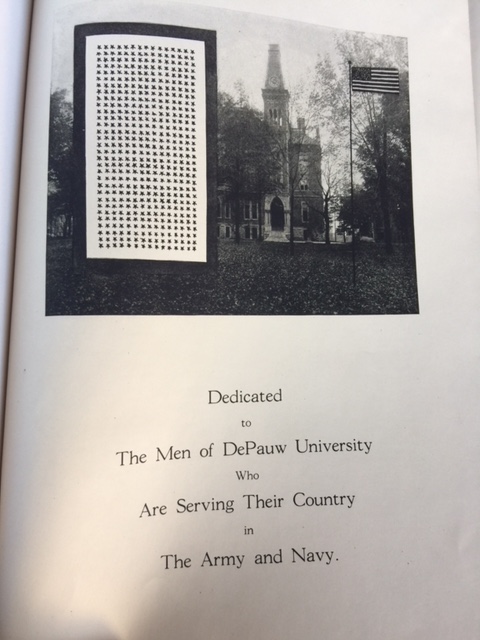 Dedicated
to
The Men of DePauw University
Who
Are Serving Their Country
in
The Army and Navy.